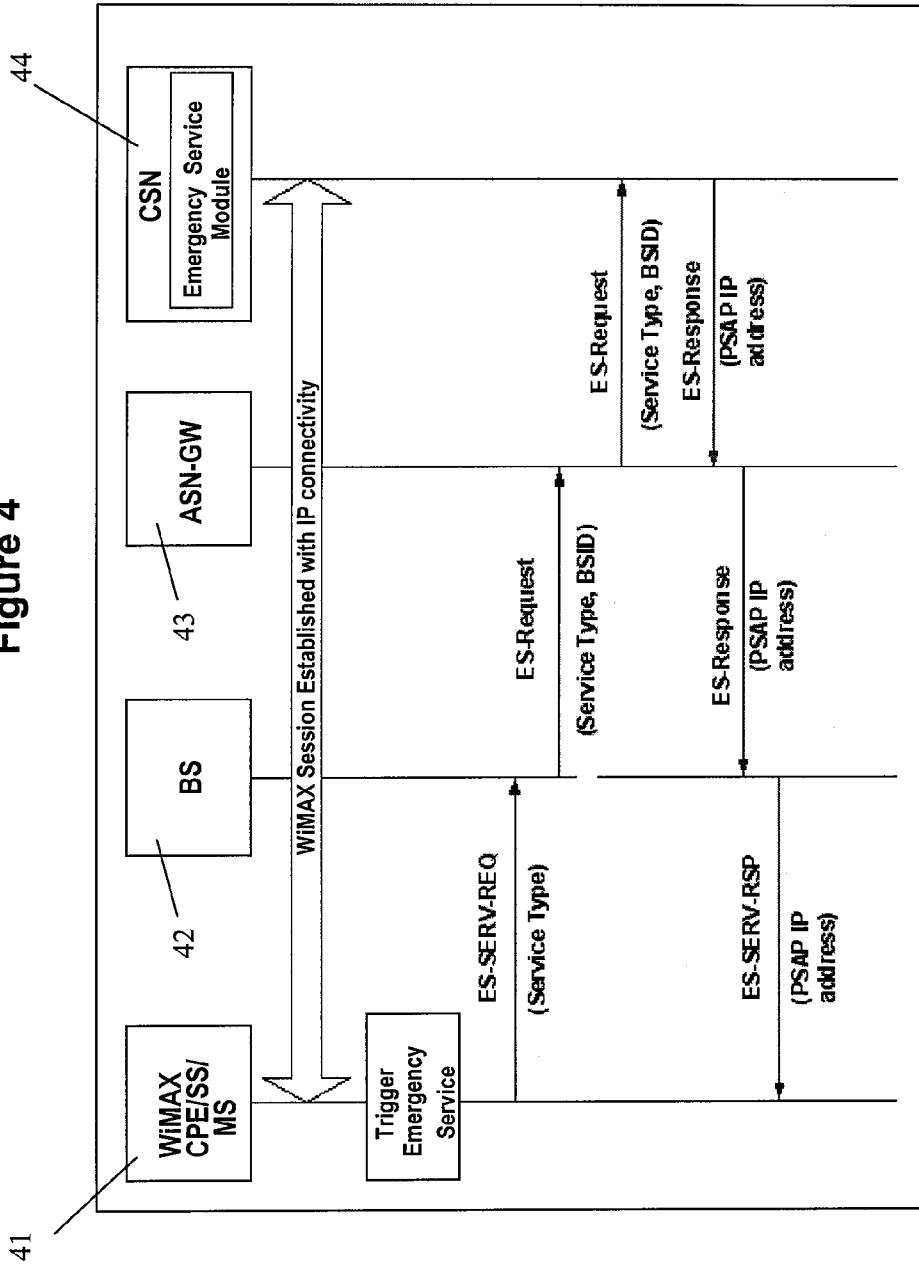 Figure 4
41
42
43
44
WiMAX
CPE/SS/
MS
BS
ASN-GW
CSN
Emergency Service
Module
WiMAX Session Established with IP connectivity
Trigger
Emergency
Service
ES-SERV-REQ
(Service Type)
ES-Request
(Service Type, BSID)
ES-Request
(Service Type, BSID)
ES-Response
(PSAP IP
address)
ES-Response
(PSAP IP
address)
ES-SERV-RSP
(PSAP IP
address)